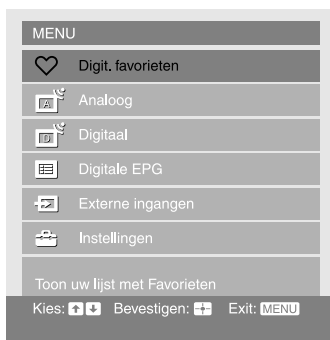 MENU
Digit. favorieten
A Analoog
D Digitaal
Digitale EPG
Externe ingangen
Instellingen
Toon uw lijst met Favorieten
Kies: Bevestigen: Exit: MENU